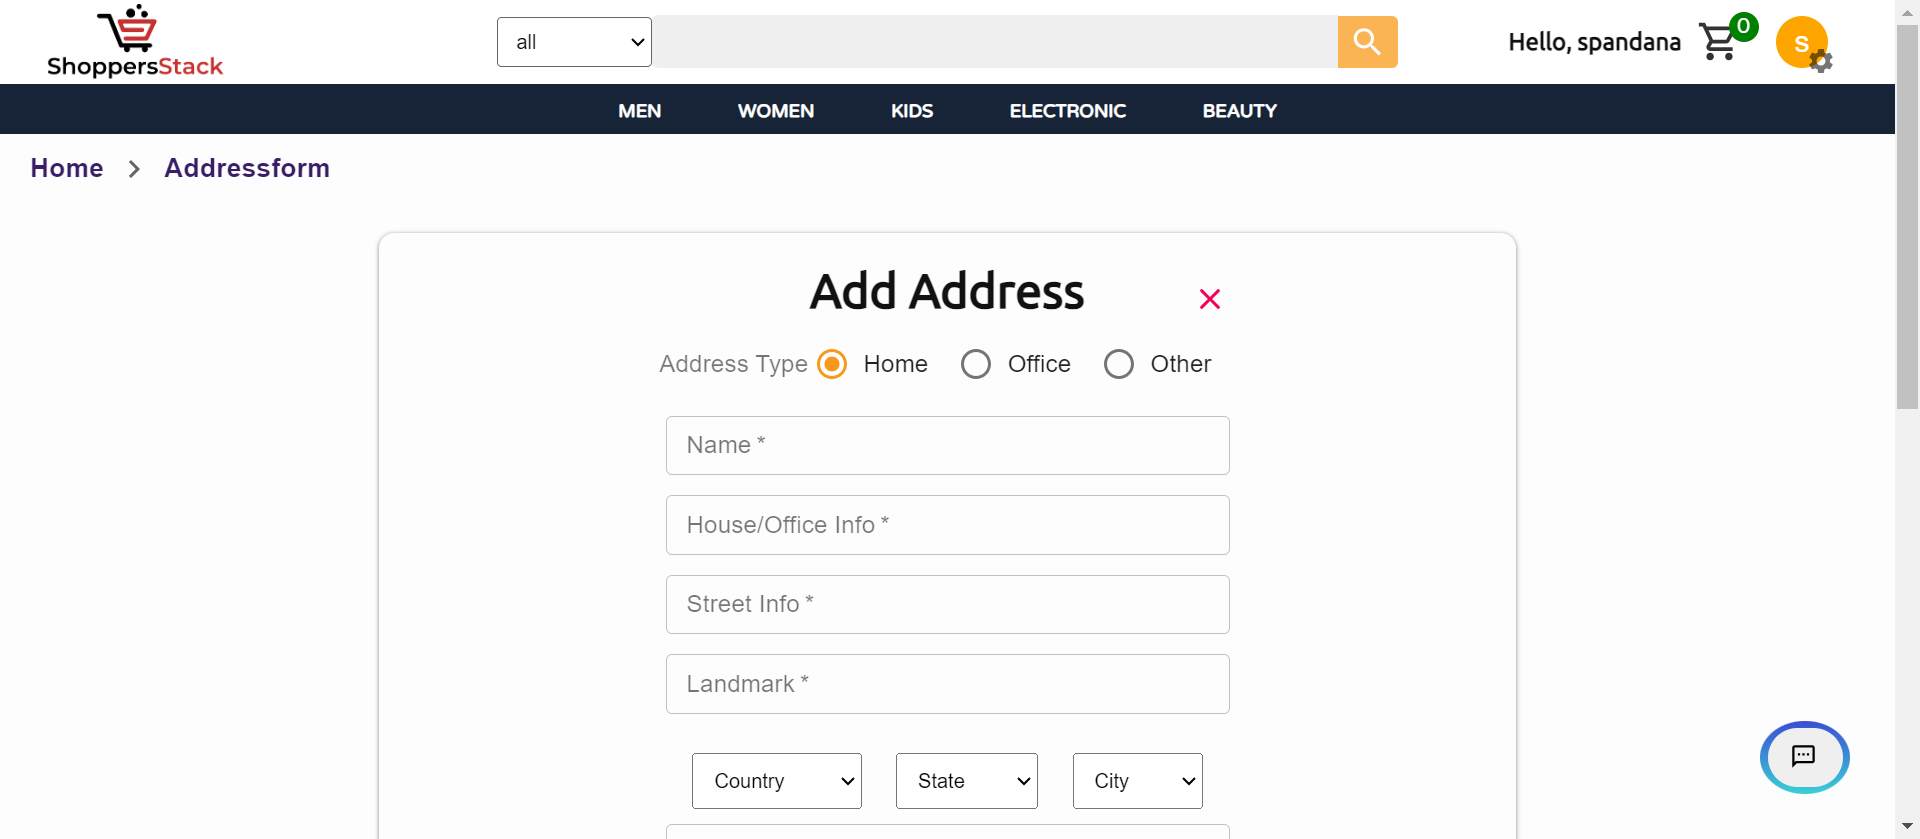 ShoppersStack
all
Hello, spandana
0
S
MEN WOMEN KIDS ELECTRONIC BEAUTY
Home > Addressform
Add Address
Address Type Home Office Other
Name *
House/Office Info *
Street Info *
Landmark *
Country State City